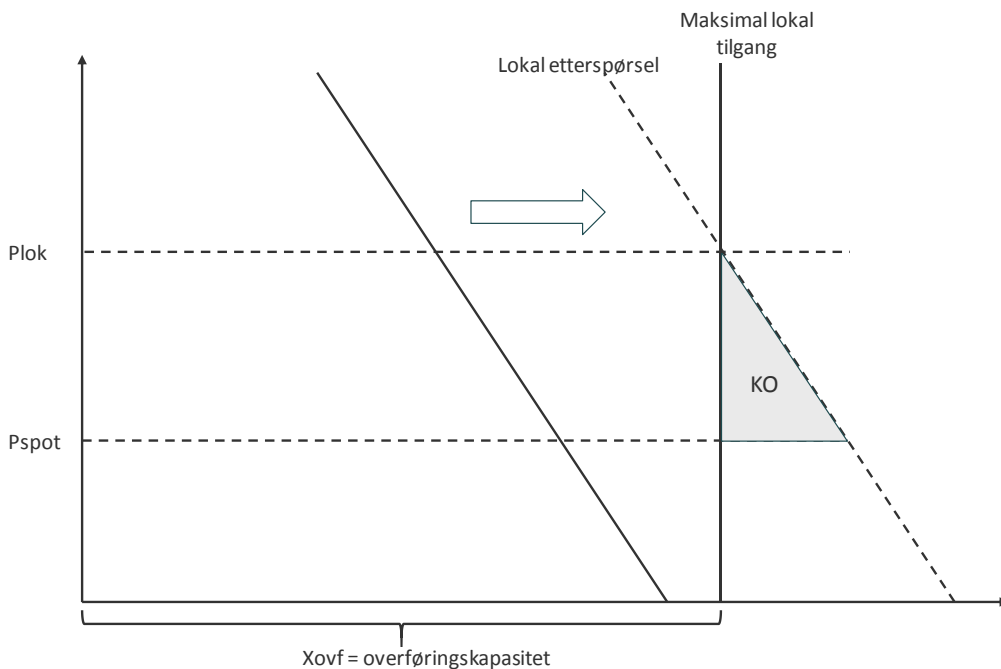 Maksimal lokal
tilgang
Lokal etterspørsel
Plok
KO
Pspot
Xovf = overføringskapasitet